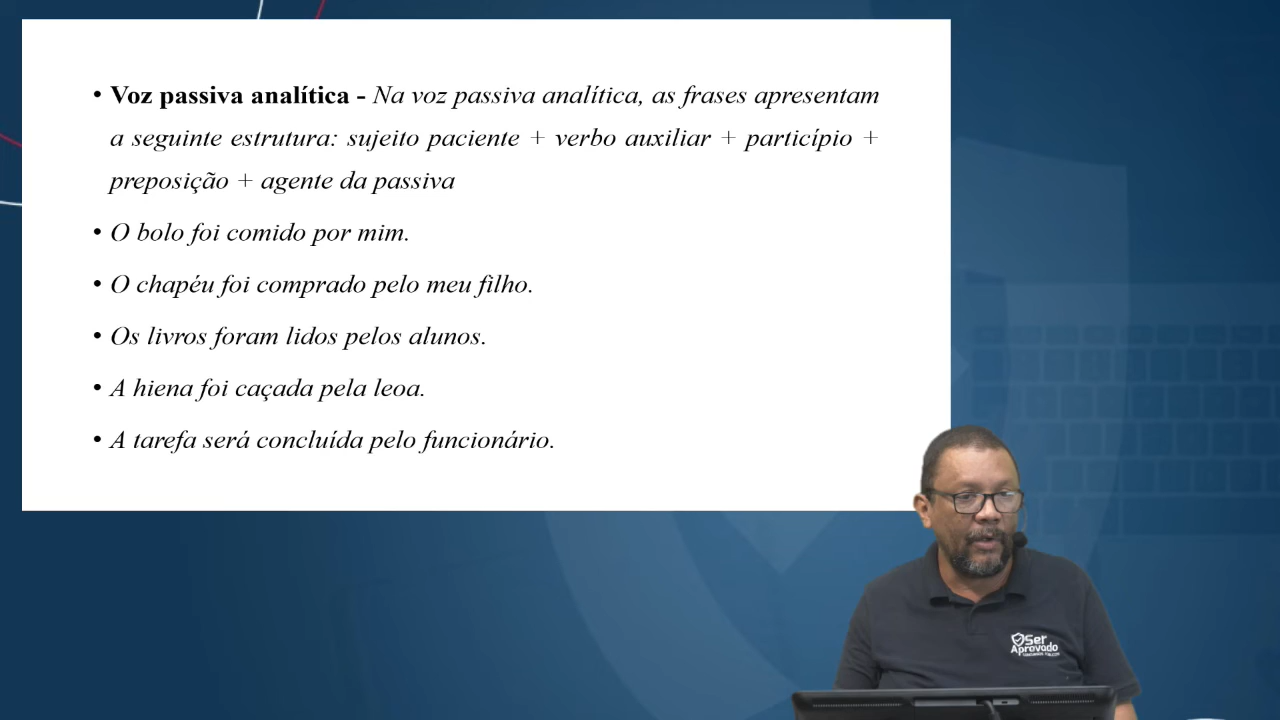 • Voz passiva analítica - Na voz passiva analítica, as frases apresentam
a seguinte estrutura: sujeito paciente + verbo auxiliar + particípio +
preposição + agente da passiva
• O bolo foi comido por mim.
• O chapéu foi comprado pelo meu filho.
• Os livros foram lidos pelos alunos.
• A hiena foi caçada pela leoa.
• A tarefa será concluída pelo funcionário.
Ser
Aprovado